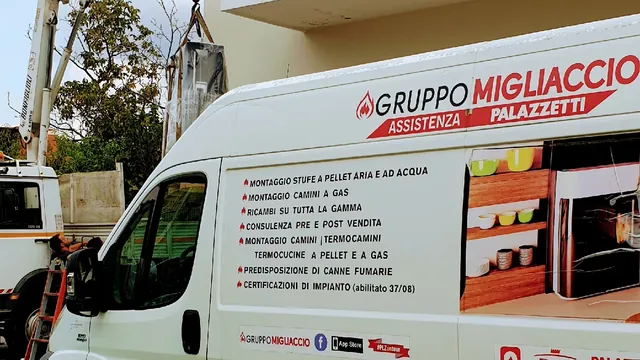 GRUPPO MIGLIACCIO
ASSISTENZA PALAZZETTI
MONTAGGIO STUFE A PELLET ARIA E AD ACQUA
MONTAGGIO CAMINI A GAS
RICAMBI SU TUTTA LA GAMMA
CONSULENZA PRE E POST VENDITA
MONTAGGIO CAMINI | TERMOCAMINI
TERMOCUCINE A PELLET E A GAS
PREDISPOSIZIONE DI CANNE FUMARIE
CERTIFICAZIONI DI IMPIANTO (abilitato 37/08)
GRUPPO MIGLIACCIO f App Store